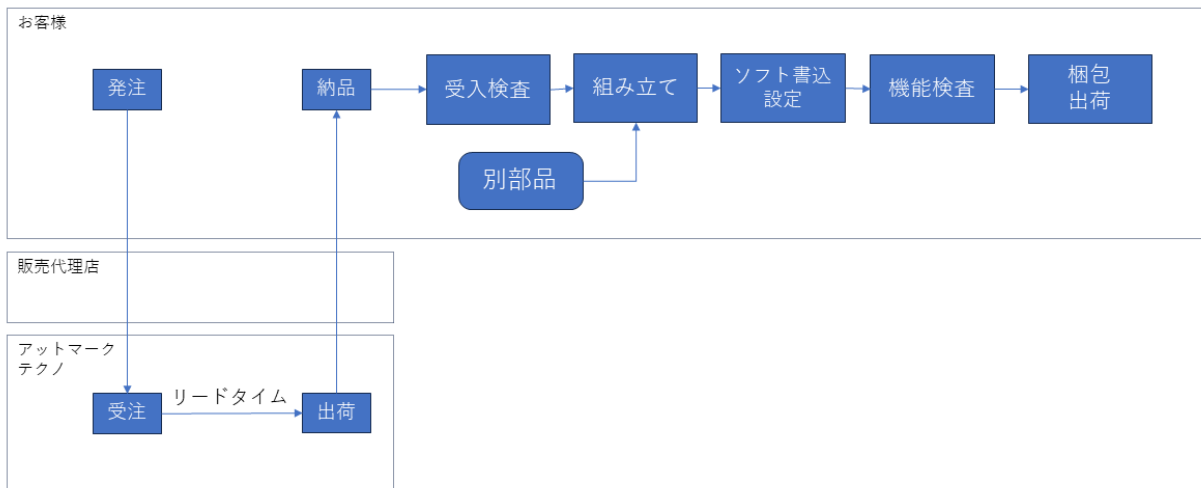 お客様
発注
納品
受入検査
組み立て
ソフト書込
設定
機能検査
梱包
出荷
別部品
販売代理店
アットマーク
テクノ
受注
リードタイム
出荷